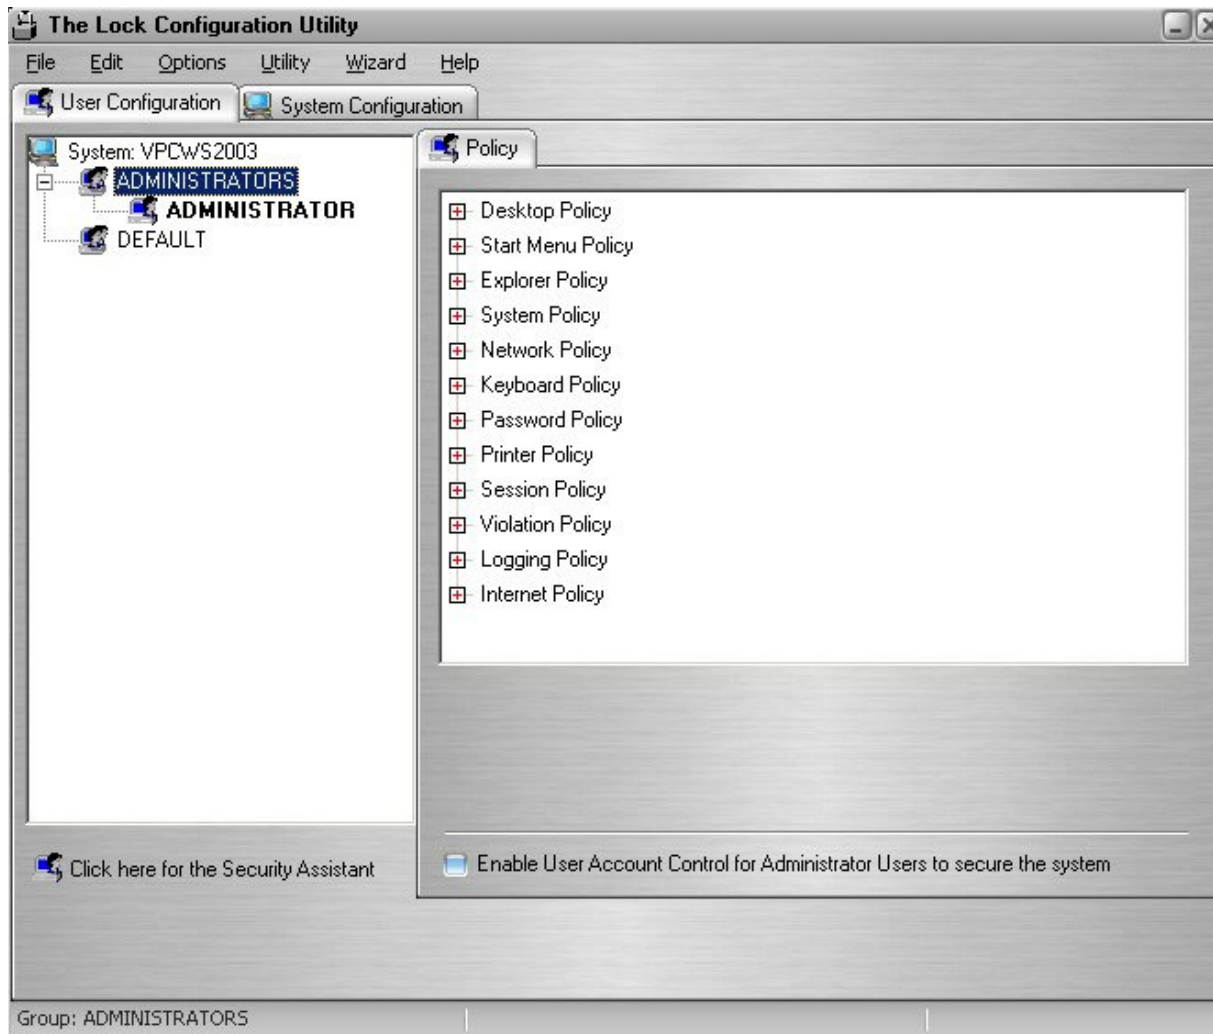 The Lock Configuration Utility
File Edit Options Utility Wizard Help
User Configuration System Configuration
System: VPCWS2003
ADMINISTRATORS
ADMINISTRATOR
DEFAULT
Policy
Desktop Policy
Start Menu Policy
Explorer Policy
System Policy
Network Policy
Keyboard Policy
Password Policy
Printer Policy
Session Policy
Violation Policy
Logging Policy
Internet Policy
Click here for the Security Assistant
Enable User Account Control for Administrator Users to secure the system
Group: ADMINISTRATORS